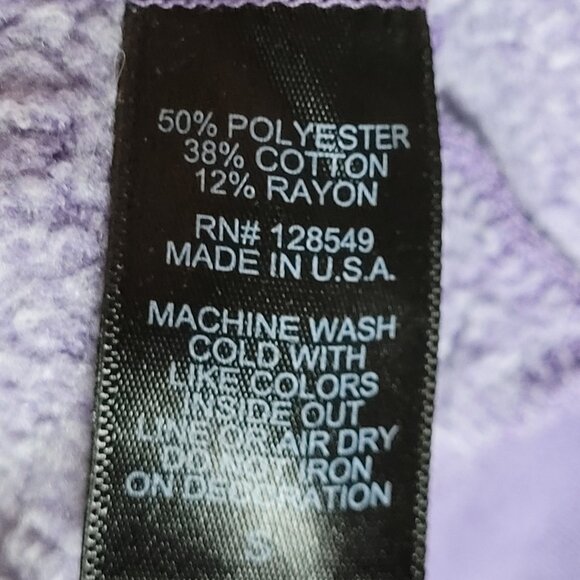 50% POLYESTER
38% COTTON
12% RAYON
RN# 128549
MADE IN U.S.A.
MACHINE WASH
COLD WITH
LIKE COLORS
INSIDE OUT
LINE OR AIR DRY
DO NOT IRON
ON DECORATION
S